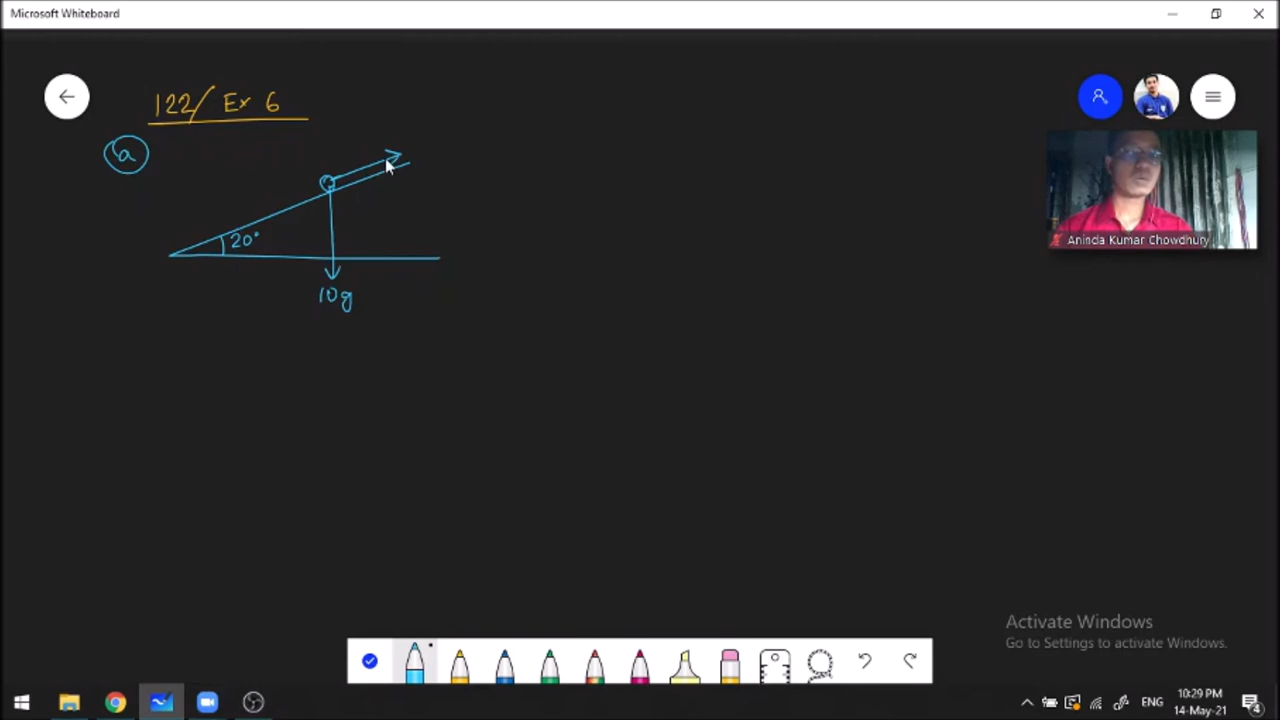 Microsoft Whiteboard
122/ Ex 6
a
20°
10g
Aninda Kumar Chowdhury
Activate Windows
Go to Settings to activate Windows.
ENG
10:29 PM
14-May-21
4